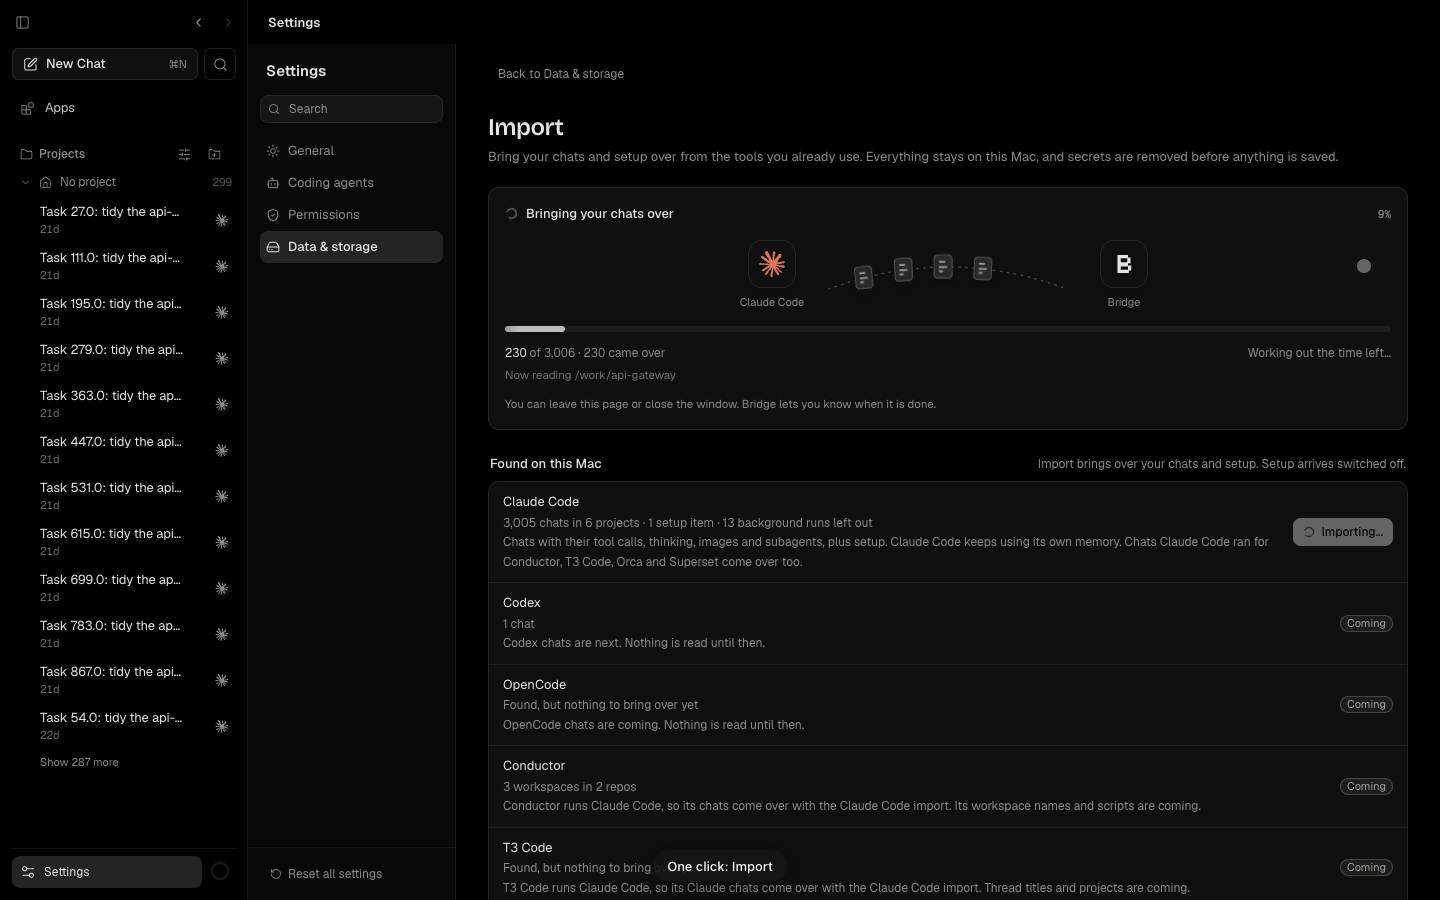 Settings
New Chat
⌘N
Apps
Projects
No project
299
Task 27.0: tidy the api-...
21d
Task 111.0: tidy the api-...
21d
Task 195.0: tidy the api...
21d
Task 279.0: tidy the api...
21d
Task 363.0: tidy the ap...
21d
Task 447.0: tidy the api...
21d
Task 531.0: tidy the api...
21d
Task 615.0: tidy the api...
21d
Task 699.0: tidy the ap...
21d
Task 783.0: tidy the ap...
21d
Task 867.0: tidy the api...
21d
Task 54.0: tidy the api-...
22d
Show 287 more
Settings
Settings
Search
General
Coding agents
Permissions
Data & storage
Reset all settings
Back to Data & storage
Import
Bring your chats and setup over from the tools you already use. Everything stays on this Mac, and secrets are removed before anything is saved.
Bringing your chats over
9%
B
Claude Code
Bridge
230 of 3,006 · 230 came over
Working out the time left...
Now reading /work/api-gateway
You can leave this page or close the window. Bridge lets you know when it is done.
Found on this Mac
Import brings over your chats and setup. Setup arrives switched off.
Claude Code
3,005 chats in 6 projects · 1 setup item · 13 background runs left out
Chats with their tool calls, thinking, images and subagents, plus setup. Claude Code keeps using its own memory. Chats Claude Code ran for
Conductor, T3 Code, Orca and Superset come over too.
Importing...
Codex
1 chat
Codex chats are next. Nothing is read until then.
Coming
OpenCode
Found, but nothing to bring over yet
OpenCode chats are coming. Nothing is read until then.
Coming
Conductor
3 workspaces in 2 repos
Conductor runs Claude Code, so its chats come over with the Claude Code import. Its workspace names and scripts are coming.
Coming
T3 Code
Found, but nothing to bring
One click: Import
T3 Code runs Claude Code, so its Claude chats come over with the Claude Code import. Thread titles and projects are coming.
Coming